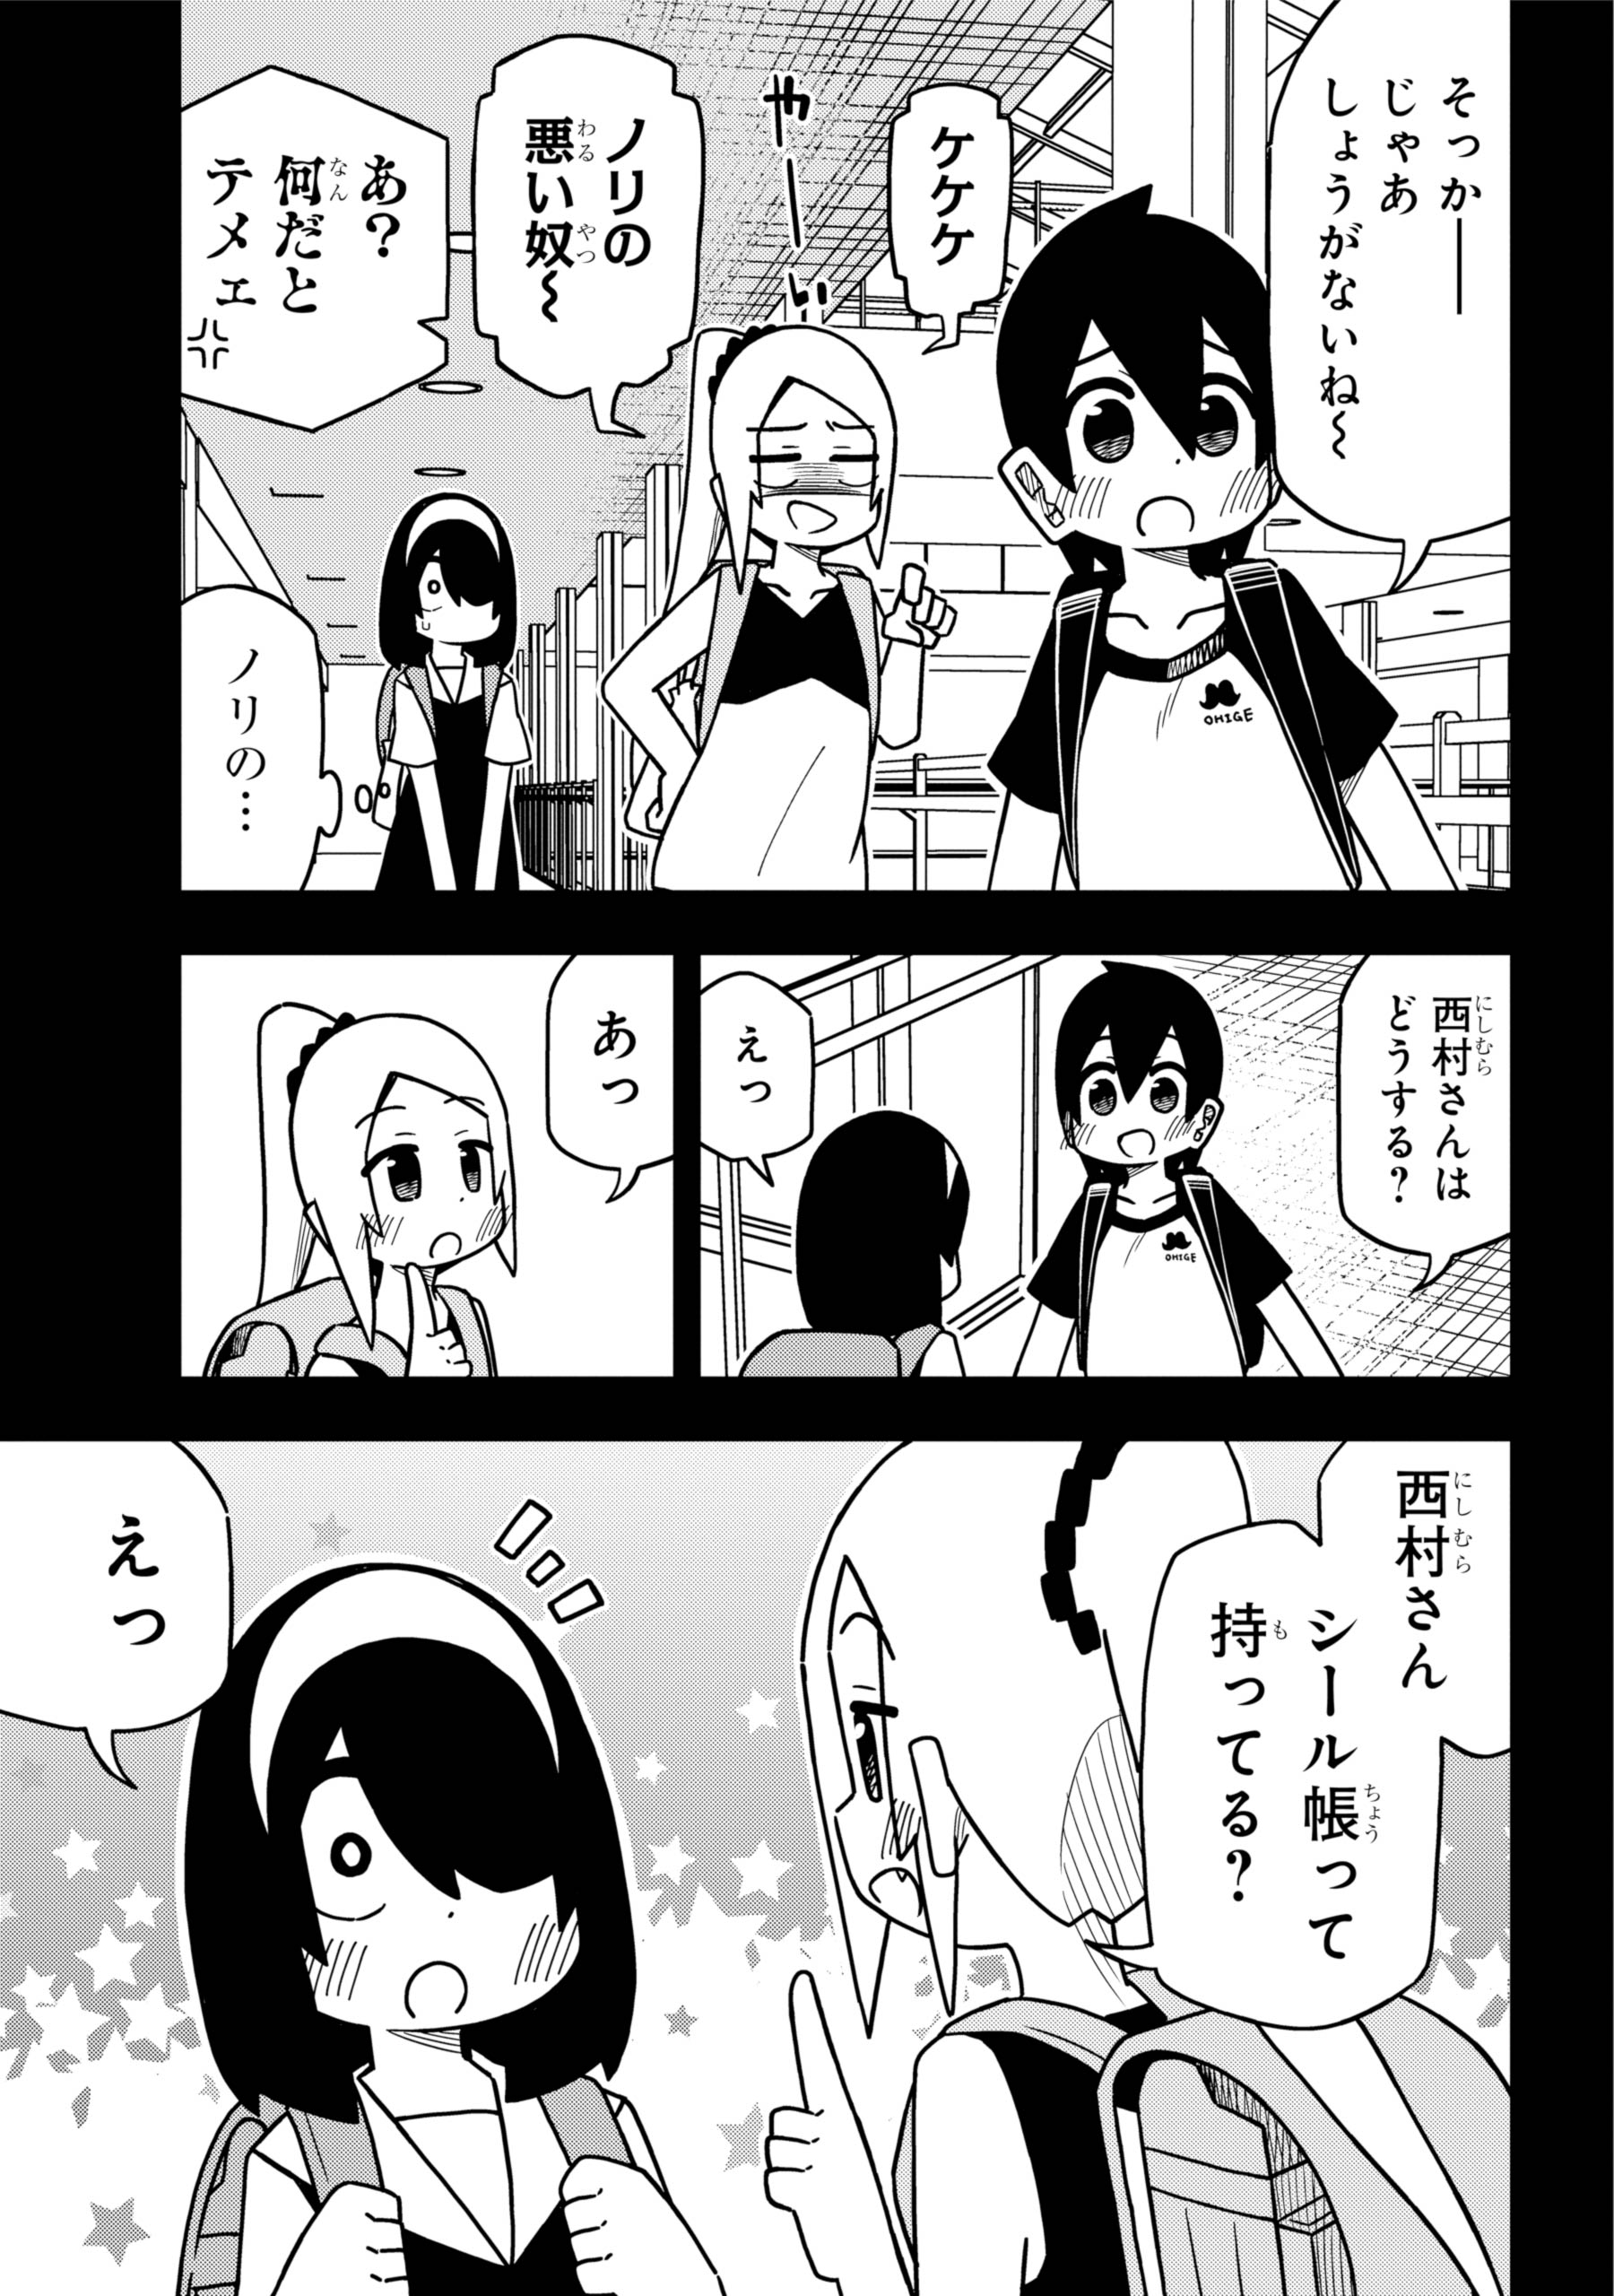 そっか──
じゃあ
しょうがないね～
OHIGE
ケケケ
やーい
ノリの
悪い奴～
あ？
何だと
テメェ
ノリの…
西村さんは
どうする？
OHIGE
えっ
あっ
西村さん
シール帳って
持ってる？
えっ